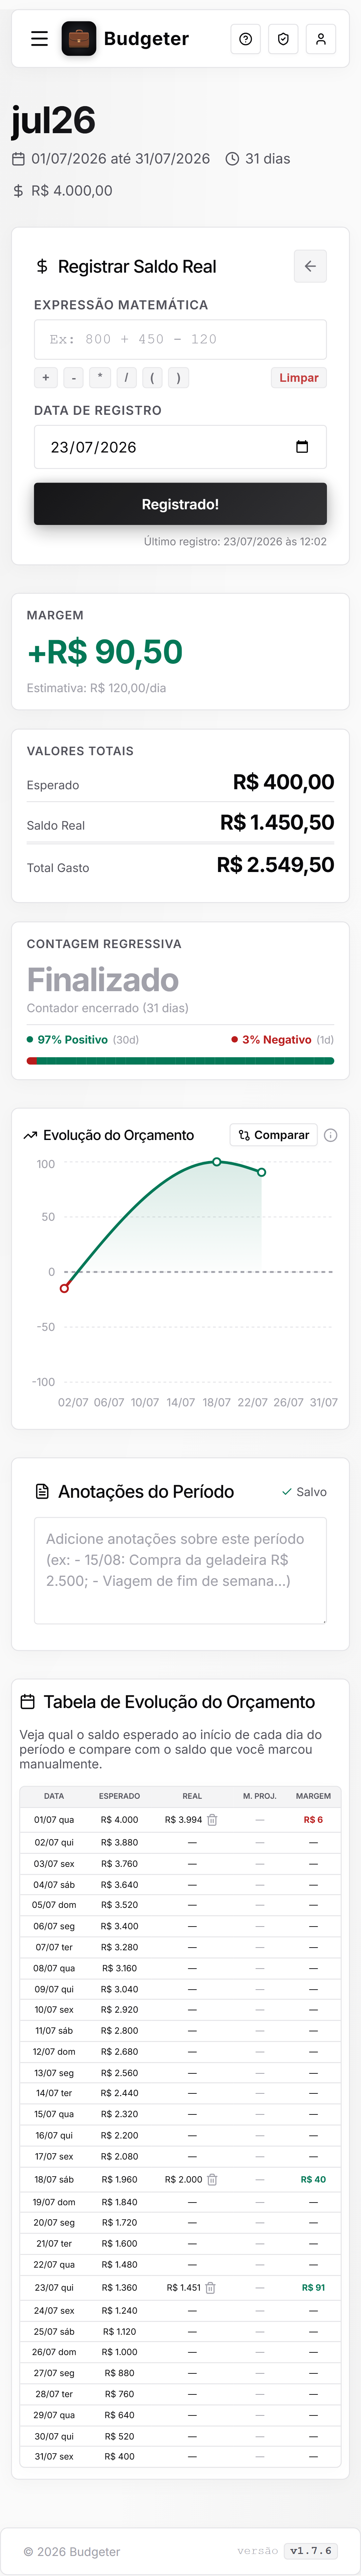 Budgeter
jul26
01/07/2026 até 31/07/2026 31 dias
R$ 4.000,00
Registrar Saldo Real
EXPRESSÃO MATEMÁTICA
Ex: 800 + 450 - 120
+ - * / ( ) Limpar
DATA DE REGISTRO
23/07/2026
Registrado!
Último registro: 23/07/2026 às 12:02
MARGEM
+R$ 90,50
Estimativa: R$ 120,00/dia
VALORES TOTAIS
Esperado R$ 400,00
Saldo Real R$ 1.450,50
Total Gasto R$ 2.549,50
CONTAGEM REGRESSIVA
Finalizado
Contador encerrado (31 dias)
97% Positivo (30d) 3% Negativo (1d)
Evolução do Orçamento Comparar
100
50
0
-50
-100
02/07 06/07 10/07 14/07 18/07 22/07 26/07 31/07
Anotações do Período Salvo
Adicione anotações sobre este período
(ex: - 15/08: Compra da geladeira R$
2.500; - Viagem de fim de semana...)
Tabela de Evolução do Orçamento
Veja qual o saldo esperado ao início de cada dia do
período e compare com o saldo que você marcou
manualmente.
DATA ESPERADO REAL M. PROJ. MARGEM
01/07 qua R$ 4.000 R$ 3.994 — R$ 6
02/07 qui R$ 3.880 — — —
03/07 sex R$ 3.760 — — —
04/07 sáb R$ 3.640 — — —
05/07 dom R$ 3.520 — — —
06/07 seg R$ 3.400 — — —
07/07 ter R$ 3.280 — — —
08/07 qua R$ 3.160 — — —
09/07 qui R$ 3.040 — — —
10/07 sex R$ 2.920 — — —
11/07 sáb R$ 2.800 — — —
12/07 dom R$ 2.680 — — —
13/07 seg R$ 2.560 — — —
14/07 ter R$ 2.440 — — —
15/07 qua R$ 2.320 — — —
16/07 qui R$ 2.200 — — —
17/07 sex R$ 2.080 — — —
18/07 sáb R$ 1.960 R$ 2.000 — R$ 40
19/07 dom R$ 1.840 — — —
20/07 seg R$ 1.720 — — —
21/07 ter R$ 1.600 — — —
22/07 qua R$ 1.480 — — —
23/07 qui R$ 1.360 R$ 1.451 — R$ 91
24/07 sex R$ 1.240 — — —
25/07 sáb R$ 1.120 — — —
26/07 dom R$ 1.000 — — —
27/07 seg R$ 880 — — —
28/07 ter R$ 760 — — —
29/07 qua R$ 640 — — —
30/07 qui R$ 520 — — —
31/07 sex R$ 400 — — —
© 2026 Budgeter versão v1.7.6